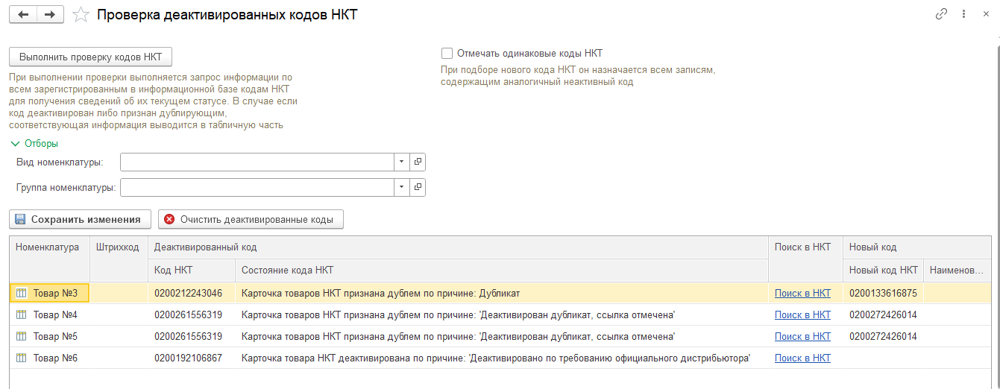 Проверка деактивированных кодов НКТ
Выполнить проверку кодов НКТ
Отмечать одинаковые коды НКТ
При выполнении проверки выполняется запрос информации по
всем зарегистрированным в информационной базе кодам НКТ
для получения сведений об их текущем статусе. В случае если
код деактивирован либо признан дублирующим,
соответствующая информация выводится в табличную часть
При подборе нового кода НКТ он назначается всем записям,
содержащим аналогичный неактивный код
Отборы
Вид номенклатуры:
Группа номенклатуры:
Сохранить изменения Очистить деактивированные коды
Номенклатура Штрихкод Деактивированный код Поиск в НКТ Новый код
Код НКТ Состояние кода НКТ Новый код НКТ Наименов...
Товар №3 0200212243046 Карточка товаров НКТ признана дублем по причине: Дубликат Поиск в НКТ 0200133616875
Товар №4 0200261556319 Карточка товаров НКТ признана дублем по причине: 'Деактивирован дубликат, ссылка отмечена' Поиск в НКТ 0200272426014
Товар №5 0200261556319 Карточка товаров НКТ признана дублем по причине: 'Деактивирован дубликат, ссылка отмечена' Поиск в НКТ 0200272426014
Товар №6 0200192106867 Карточка товара НКТ деактивирована по причине: 'Деактивировано по требованию официального дистрибьютора' Поиск в НКТ